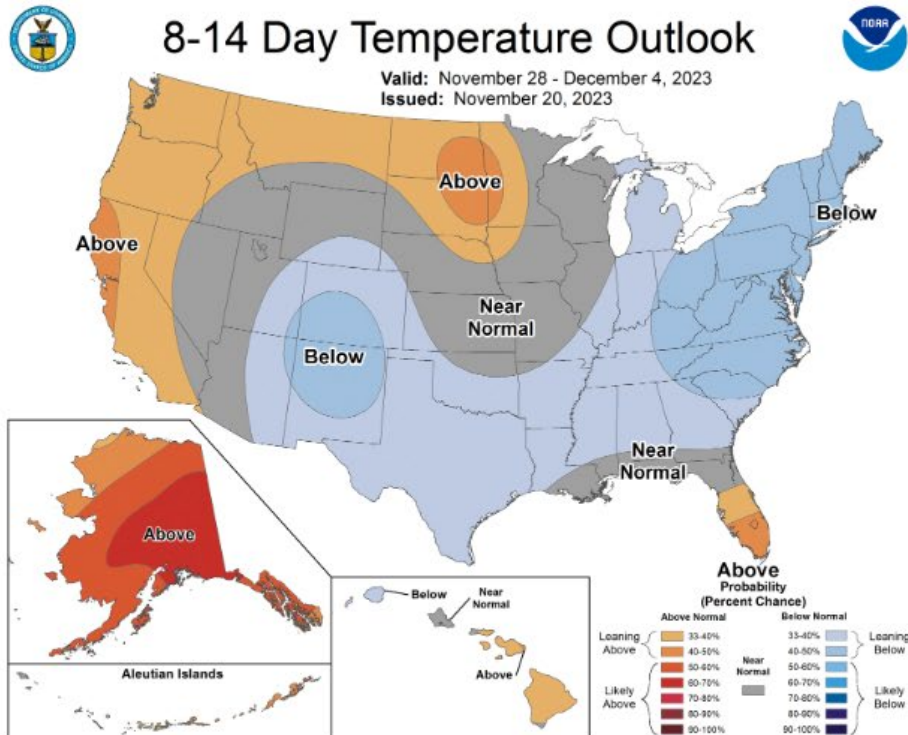 NOAA
8-14 Day Temperature Outlook
Valid: November 28 - December 4, 2023
Issued: November 20, 2023
Above
Above
Below
Near
Normal
Below
Near
Normal
Above
Above
Aleutian Islands
Below
Near
Normal
Above
Probability
(Percent Chance)
Above Normal
Below Normal
Leaning
Above
33-40%
40-50%
Likely
Above
50-60%
60-70%
70-80%
80-90%
90-100%
Near
Normal
33-40%
40-50%
Leaning
Below
50-60%
60-70%
70-80%
80-90%
90-100%
Likely
Below